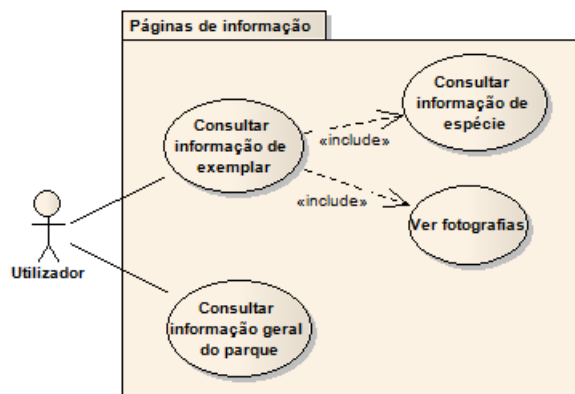 Páginas de informação
Consultar
informação de
espécie
Consultar
informação de
exemplar
«include»
«include»
Ver fotografias
Utilizador
Consultar
informação geral
do parque